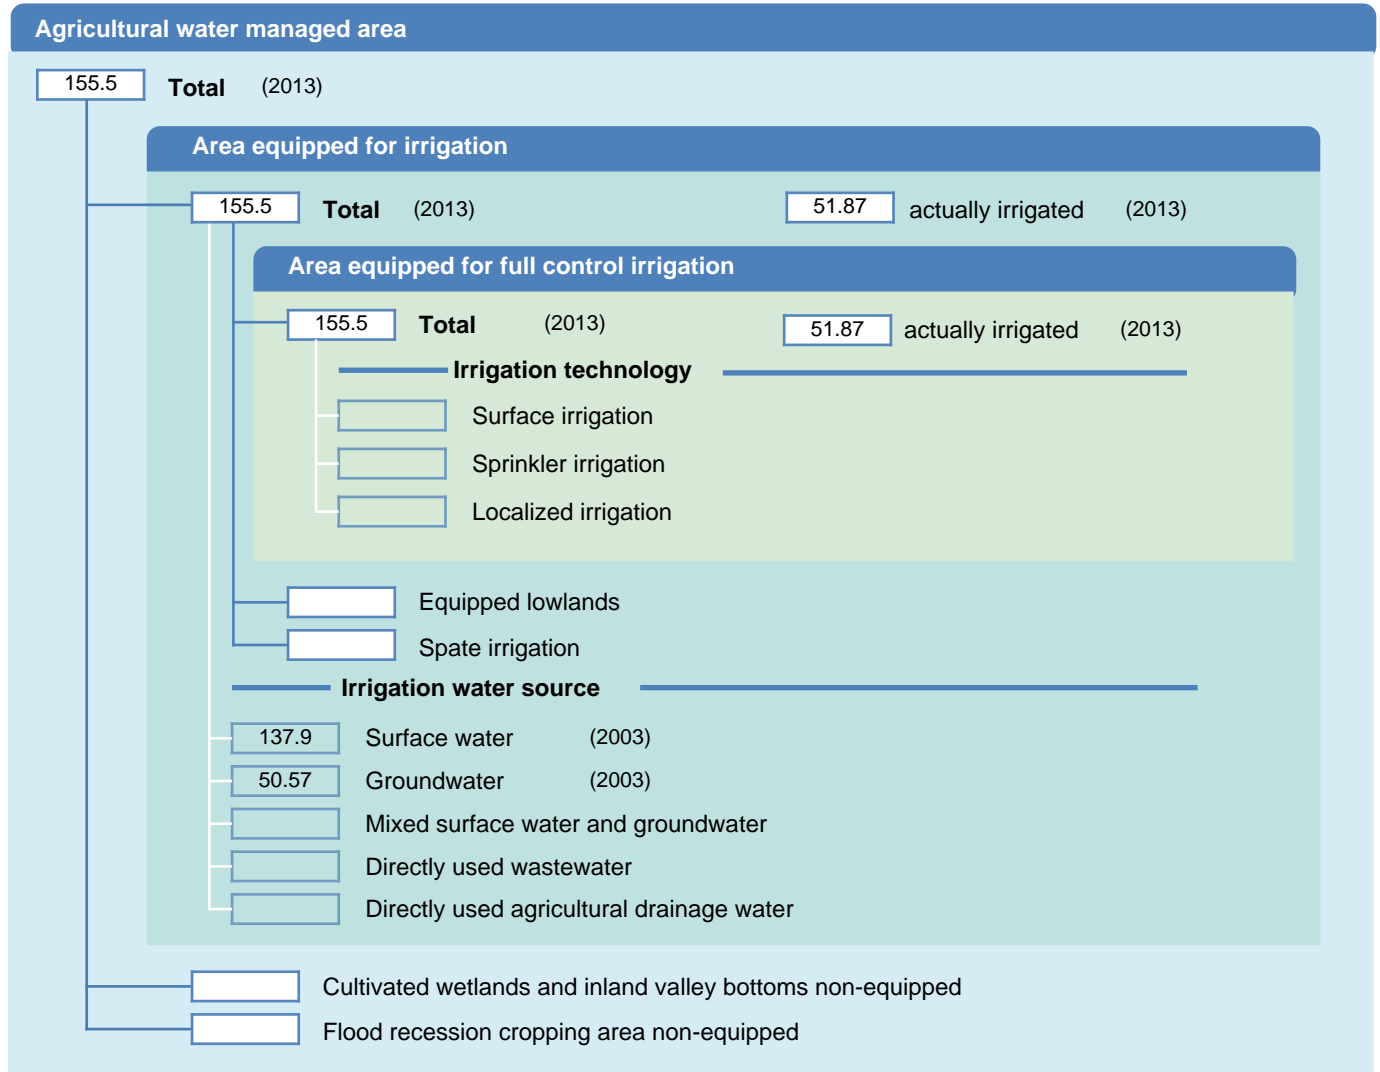 Agricultural water managed area
155.5 Total (2013)
Area equipped for irrigation
155.5 Total (2013) 51.87 actually irrigated (2013)
Area equipped for full control irrigation
155.5 Total (2013) 51.87 actually irrigated (2013)
Irrigation technology
Surface irrigation
Sprinkler irrigation
Localized irrigation
Equipped lowlands
Spate irrigation
Irrigation water source
137.9 Surface water (2003)
50.57 Groundwater (2003)
Mixed surface water and groundwater
Directly used wastewater
Directly used agricultural drainage water
Cultivated wetlands and inland valley bottoms non-equipped
Flood recession cropping area non-equipped